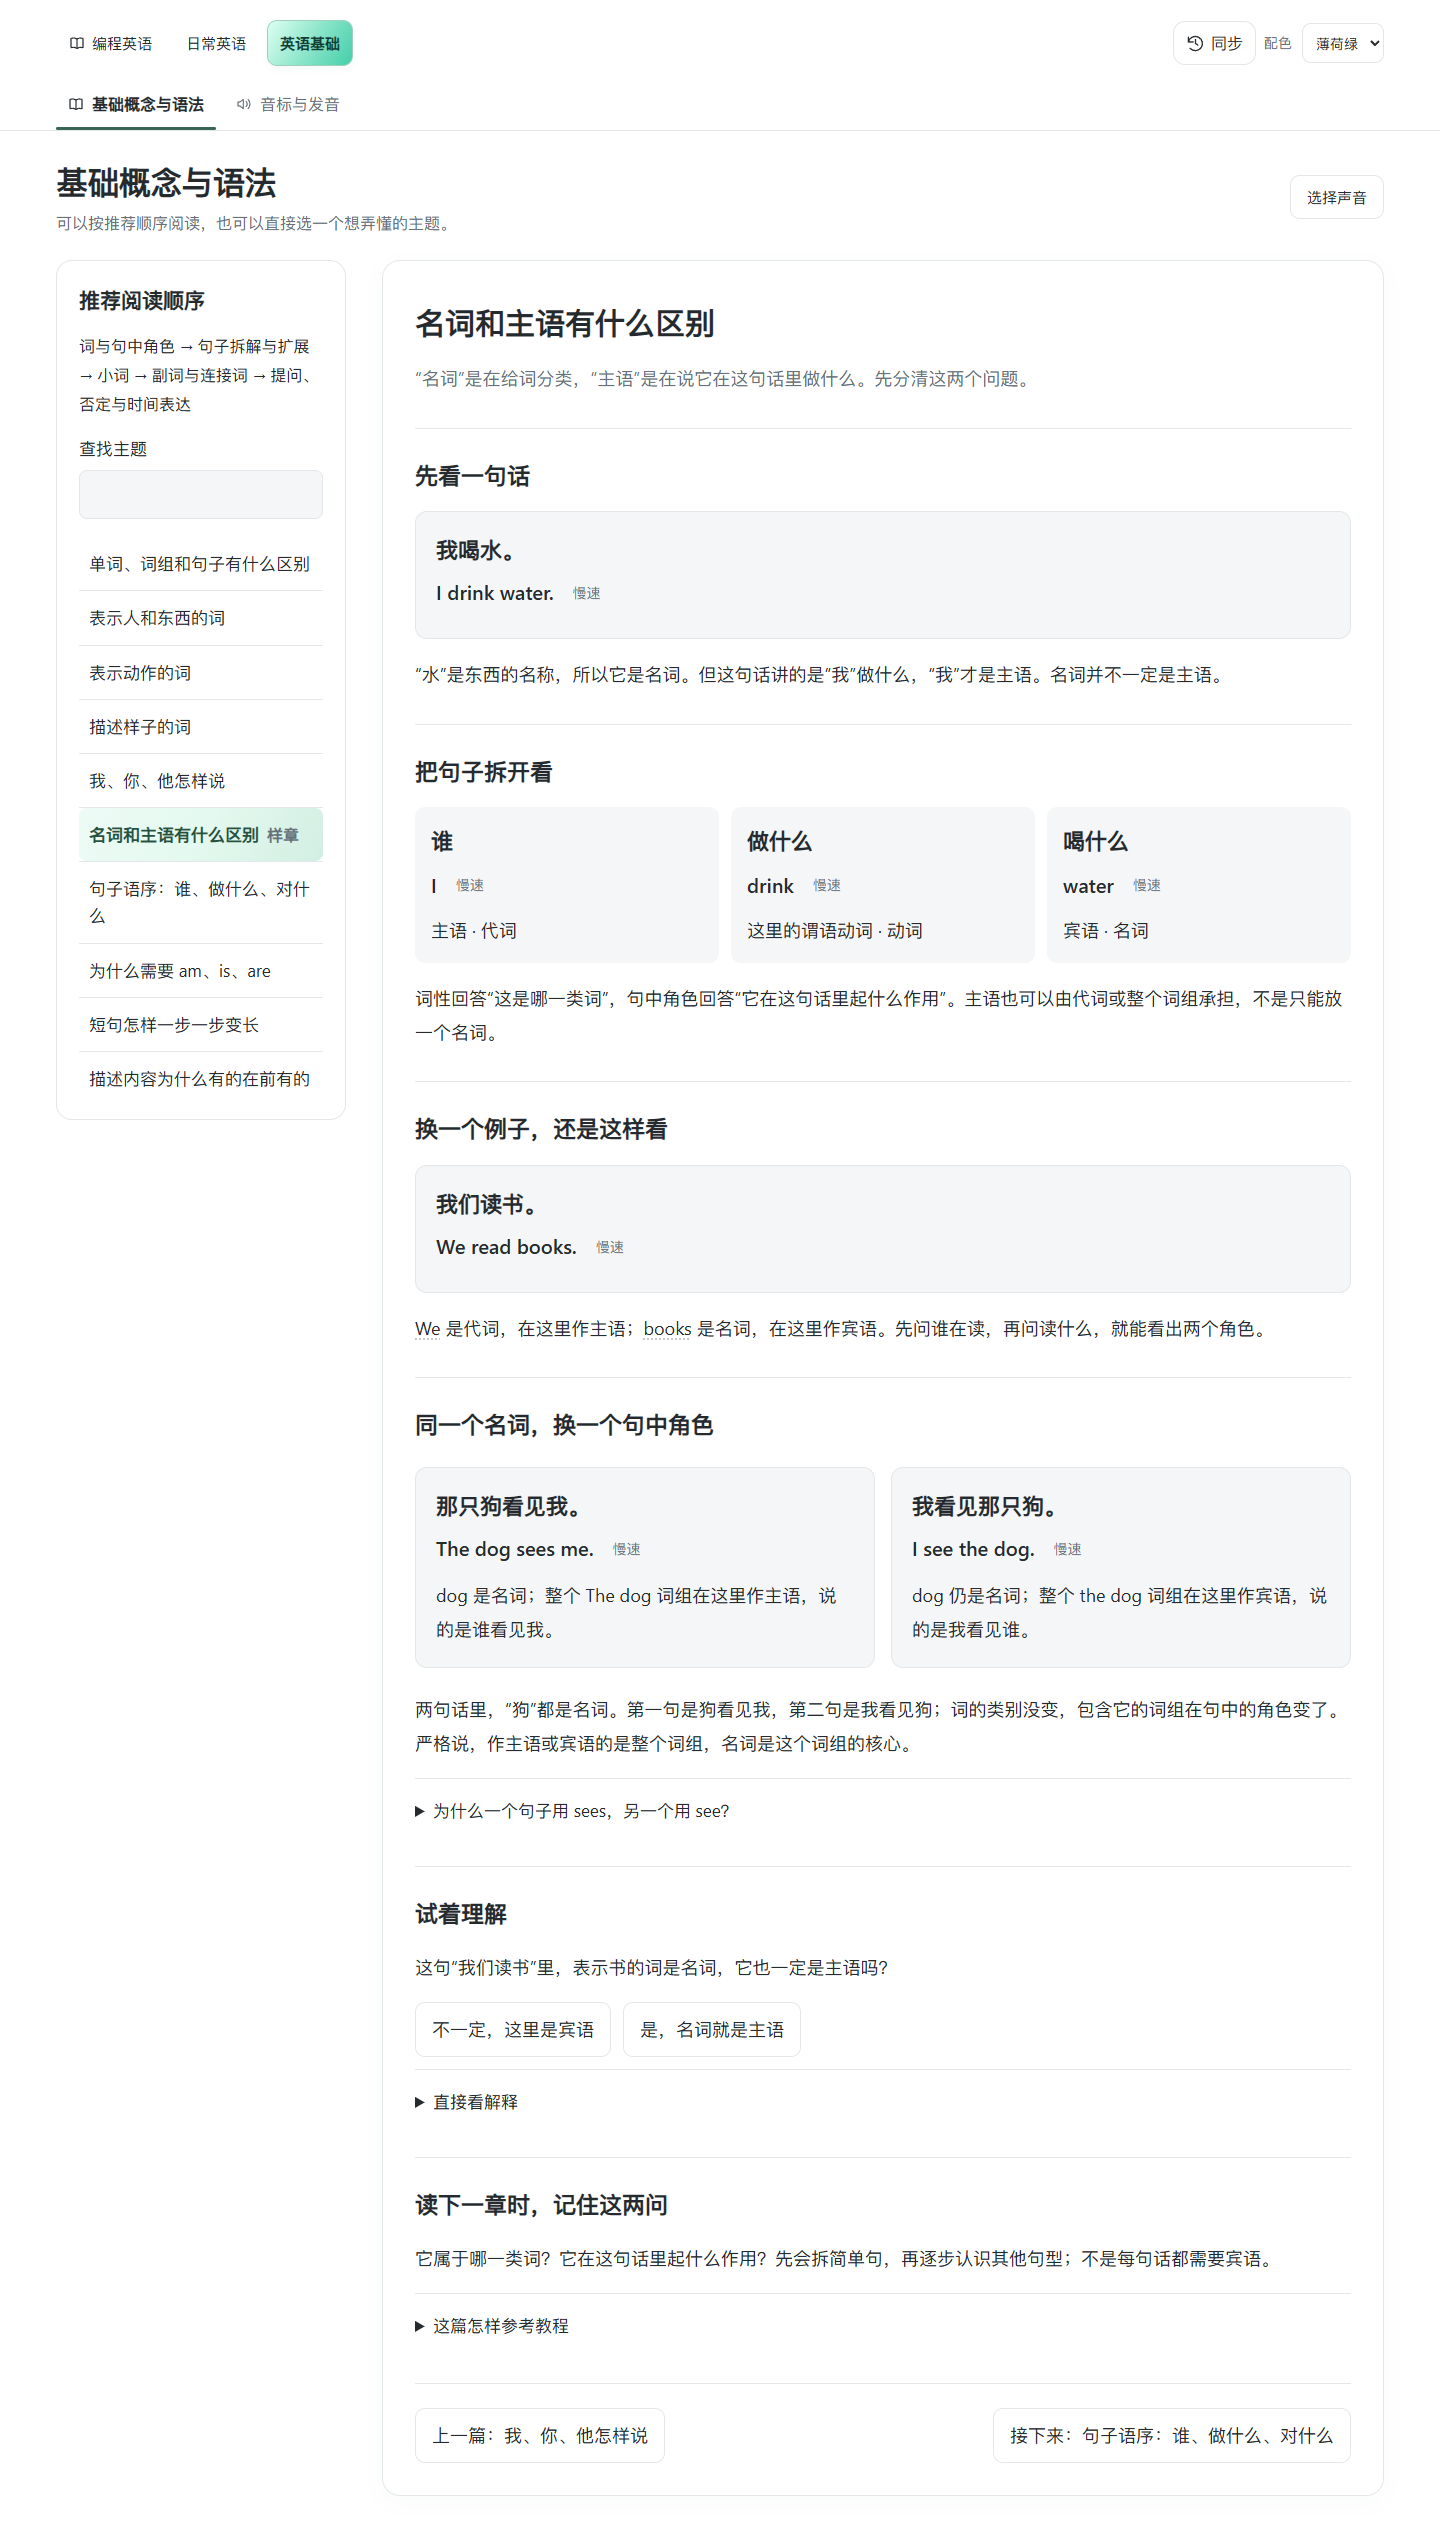 编程英语
日常英语
英语基础
同步
配色
薄荷绿
基础概念与语法
音标与发音
基础概念与语法
可以按推荐顺序阅读，也可以直接选一个想弄懂的主题。
选择声音
推荐阅读顺序
词与句中角色 → 句子拆解与扩展
→ 小词 → 副词与连接词 → 提问、
否定与时间表达
查找主题
单词、词组和句子有什么区别
表示人和东西的词
表示动作的词
描述样子的词
我、你、他怎样说
名词和主语有什么区别 样章
句子语序：谁、做什么、对什
么
为什么需要 am、is、are
短句怎样一步一步变长
描述内容为什么有的在前有的
名词和主语有什么区别
“名词”是在给词分类，“主语”是在说它在这句话里做什么。先分清这两个问题。
先看一句话
我喝水。
I drink water. 慢速
“水”是东西的名称，所以它是名词。但这句话讲的是“我”做什么，“我”才是主语。名词并不一定是主语。
把句子拆开看
谁
I 慢速
主语 · 代词
做什么
drink 慢速
这里的谓语动词 · 动词
喝什么
water 慢速
宾语 · 名词
词性回答“这是哪一类词”，句中角色回答“它在这句话里起什么作用”。主语也可以由代词或整个词组承担，不是只能放
一个名词。
换一个例子，还是这样看
我们读书。
We read books. 慢速
We 是代词，在这里作主语；books 是名词，在这里作宾语。先问谁在读，再问读什么，就能看出两个角色。
同一个名词，换一个句中角色
那只狗看见我。
The dog sees me. 慢速
dog 是名词；整个 The dog 词组在这里作主语，说
的是谁看见我。
我看见那只狗。
I see the dog. 慢速
dog 仍是名词；整个 the dog 词组在这里作宾语，说
的是我看见谁。
两句话里，“狗”都是名词。第一句是狗看见我，第二句是我看见狗；词的类别没变，包含它的词组在句中的角色变了。
严格说，作主语或宾语的是整个词组，名词是这个词组的核心。
▶ 为什么一个句子用 sees，另一个用 see？
试着理解
这句“我们读书”里，表示书的词是名词，它也一定是主语吗？
不一定，这里是宾语
是，名词就是主语
▶ 直接看解释
读下一章时，记住这两问
它属于哪一类词？它在这句话里起什么作用？先会拆简单句，再逐步认识其他句型；不是每句话都需要宾语。
▶ 这篇怎样参考教程
上一篇：我、你、他怎样说
接下来：句子语序：谁、做什么、对什么